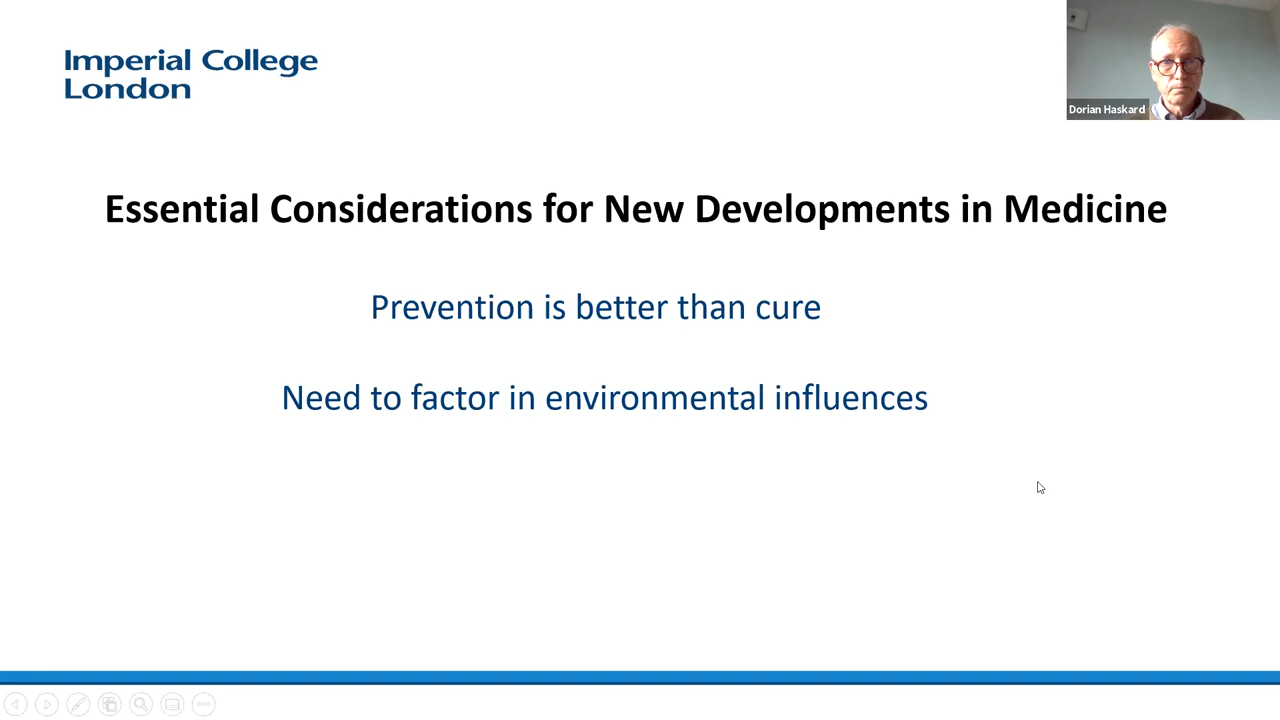 Imperial College
London
Dorian Haskard
Essential Considerations for New Developments in Medicine
Prevention is better than cure
Need to factor in environmental influences